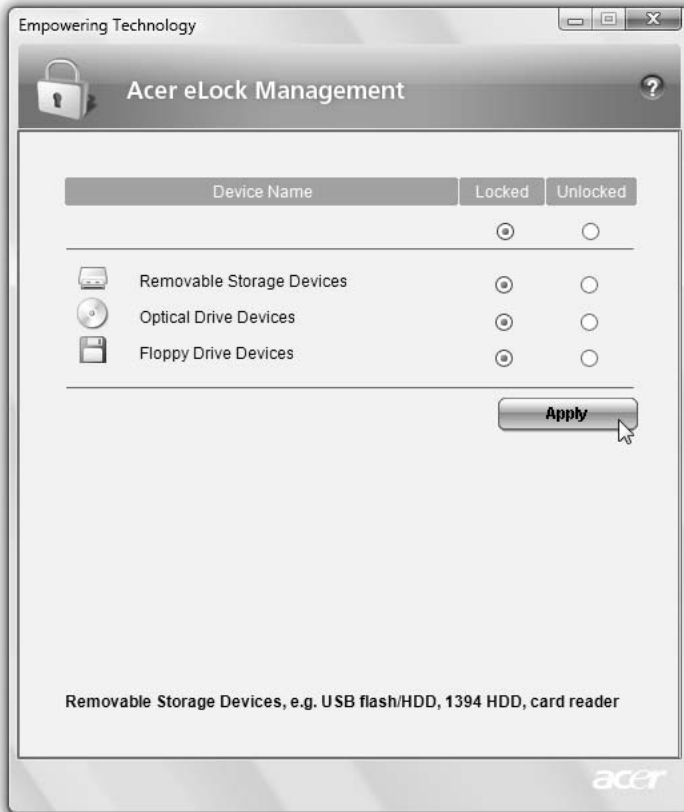 Empowering Technology
Acer eLock Management
?
Device Name Locked Unlocked
Removable Storage Devices
Optical Drive Devices
Floppy Drive Devices
Apply
Removable Storage Devices, e.g. USB flash/HDD, 1394 HDD, card reader
acer